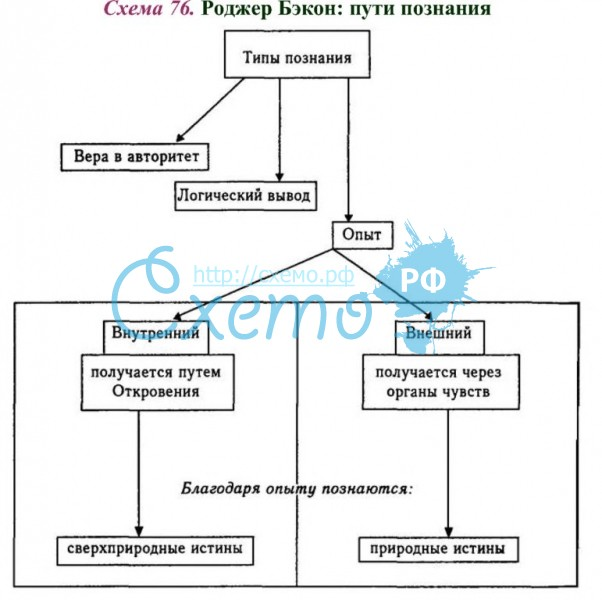 Схема 76. Роджер Бэкон: пути познания
Типы познания
Вера в авторитет
Логический вывод
Опыт
http://схемо.рф
Схемо
РФ
Внутренний
Внешний
получается путем
Откровения
получается через
органы чувств
Благодаря опыту познаются:
сверхприродные истины
природные истины